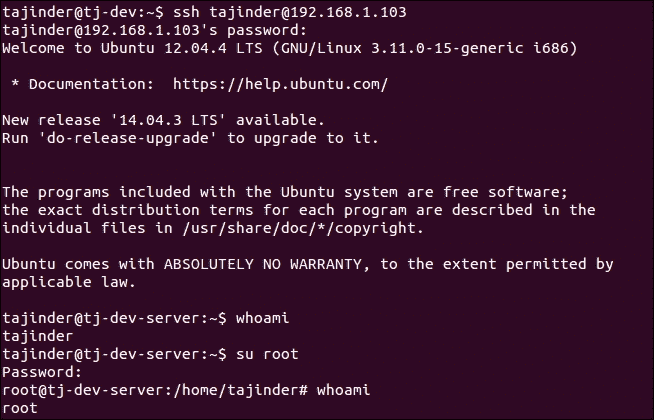 tajinder@tj-dev:~$ ssh tajinder@192.168.1.103
tajinder@192.168.1.103's password:
Welcome to Ubuntu 12.04.4 LTS (GNU/Linux 3.11.0-15-generic i686)
* Documentation:  https://help.ubuntu.com/
New release '14.04.3 LTS' available.
Run 'do-release-upgrade' to upgrade to it.
The programs included with the Ubuntu system are free software;
the exact distribution terms for each program are described in the
individual files in /usr/share/doc/*/copyright.
Ubuntu comes with ABSOLUTELY NO WARRANTY, to the extent permitted by
applicable law.
tajinder@tj-dev-server:~$ whoami
tajinder
tajinder@tj-dev-server:~$ su root
Password:
root@tj-dev-server:/home/tajinder# whoami
root